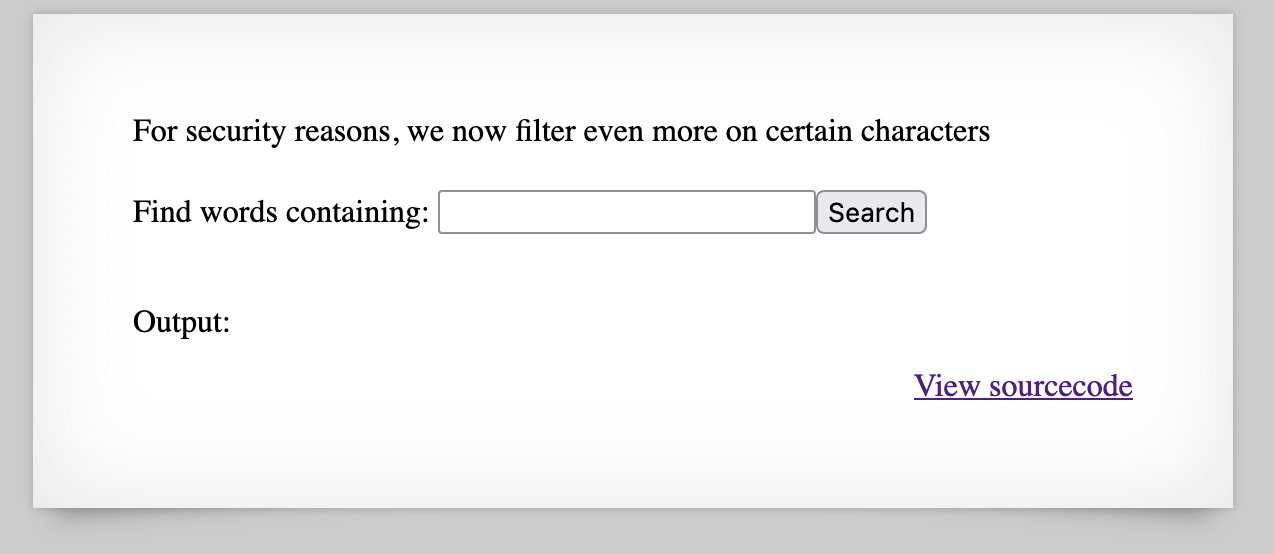 For security reasons, we now filter even more on certain characters
Find words containing: Search
Output:
View sourcecode